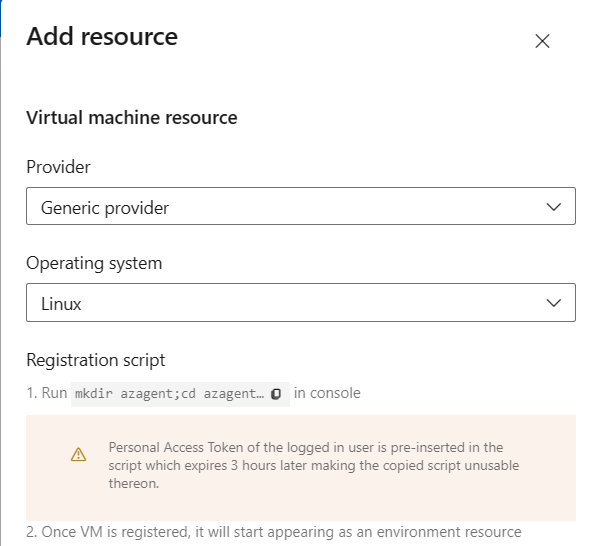 Add resource
Virtual machine resource
Provider
Generic provider
Operating system
Linux
Registration script
1. Run mkdir azagent;cd azagent… in console
Personal Access Token of the logged in user is pre-inserted in the
script which expires 3 hours later making the copied script unusable
thereon.
2. Once VM is registered, it will start appearing as an environment resource